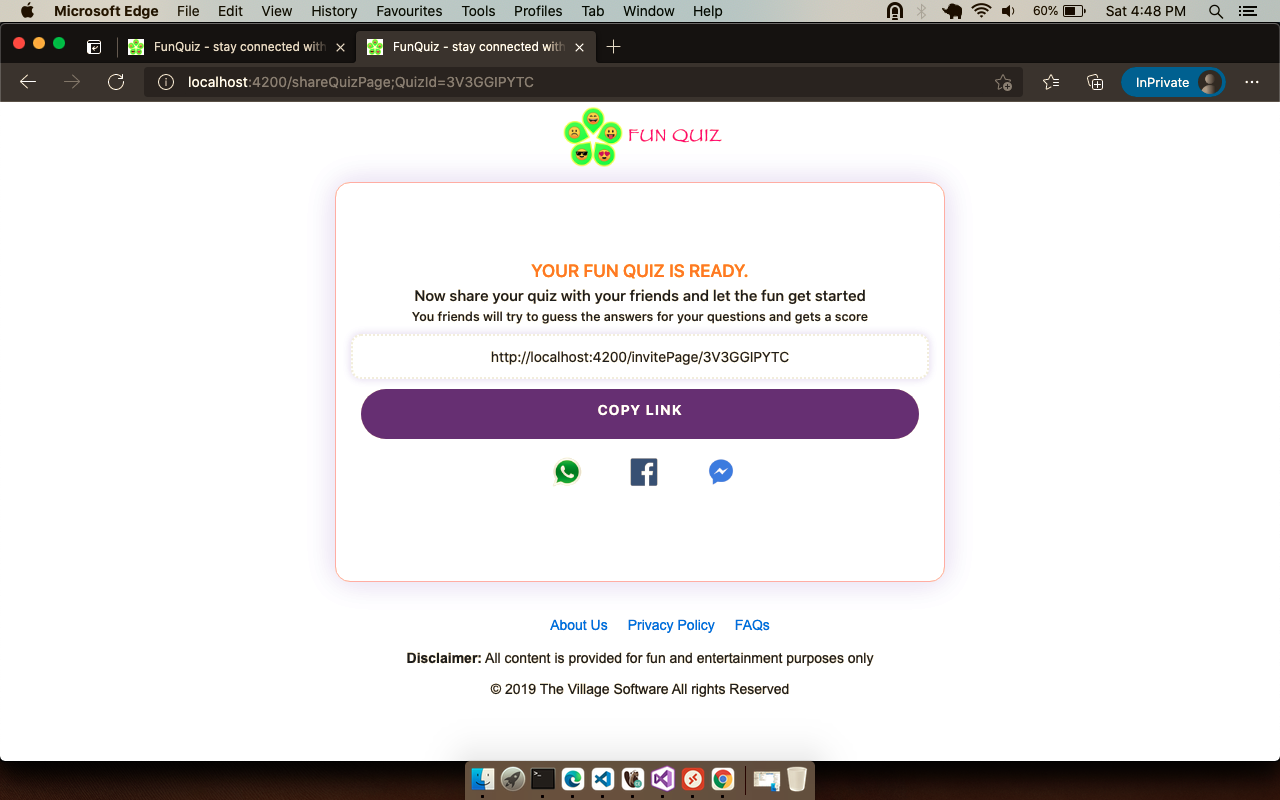 Microsoft Edge File Edit View History Favourites Tools Profiles Tab Window Help 60% Sat 4:48 PM
FunQuiz - stay connected with FunQuiz - stay connected with
localhost:4200/shareQuizPage;QuizId=3V3GGIPYTC InPrivate
FUN QUIZ
YOUR FUN QUIZ IS READY.
Now share your quiz with your friends and let the fun get started
You friends will try to guess the answers for your questions and gets a score
http://localhost:4200/invitePage/3V3GGIPYTC
COPY LINK
About Us Privacy Policy FAQs
Disclaimer: All content is provided for fun and entertainment purposes only
© 2019 The Village Software All rights Reserved